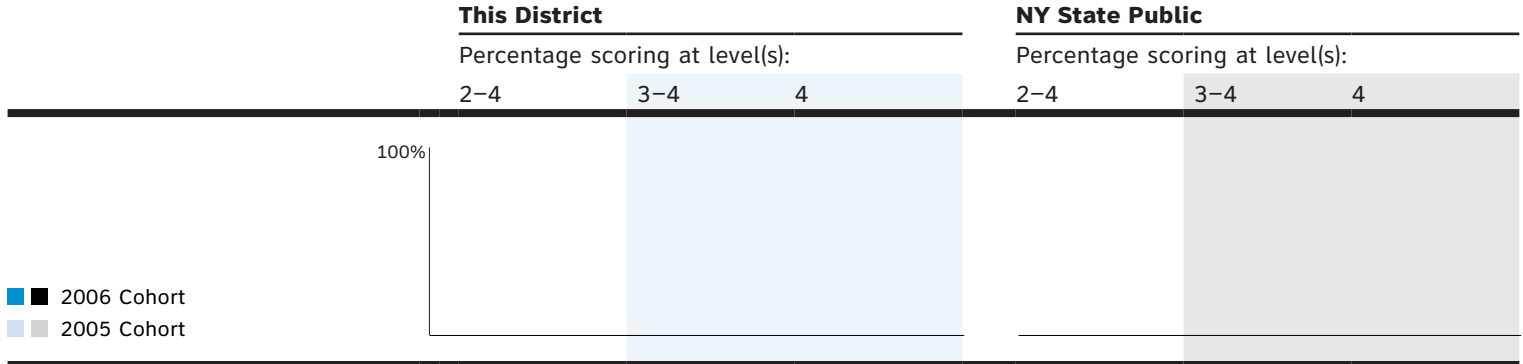 This District NY State Public
Percentage scoring at level(s): Percentage scoring at level(s):
2–4 3–4 4 2–4 3–4 4
100%
2006 Cohort
2005 Cohort